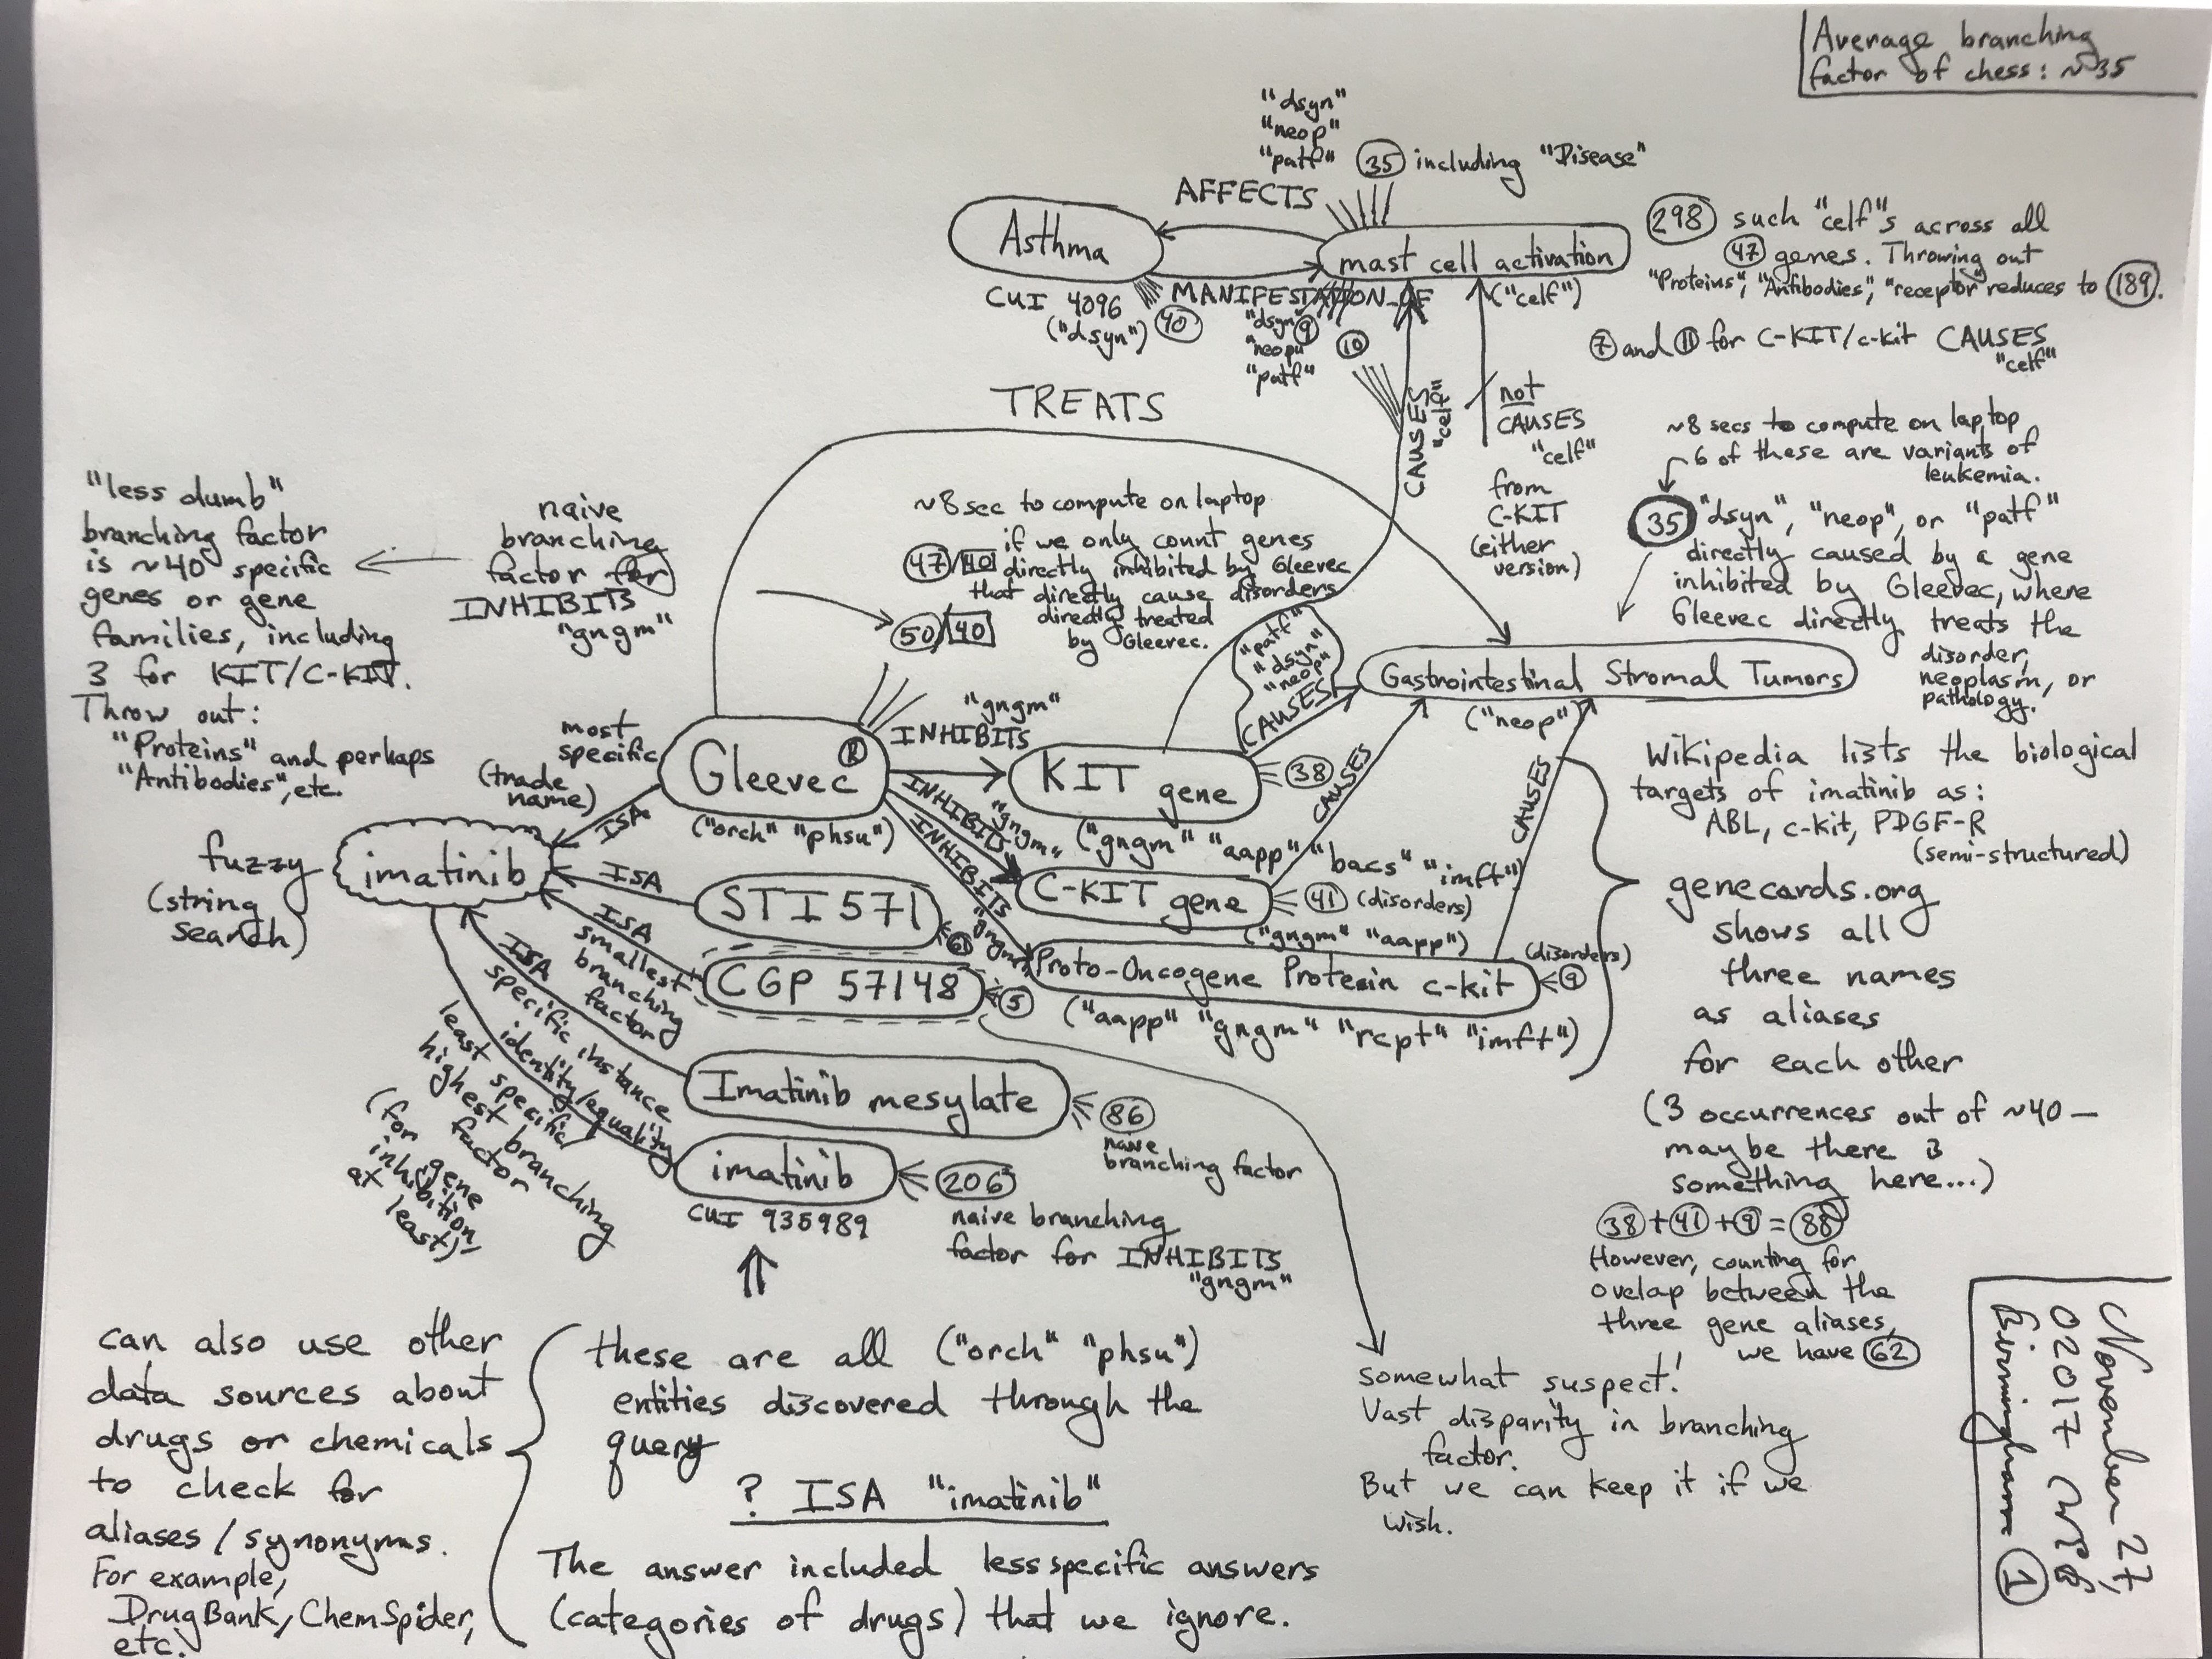 Average branching
factor of chess: ~35
"dsyn"
"neop"
"patf"
35 including "Disease"
AFFECTS
Asthma
mast cell activation
CUI 4096
("dsyn")
40
MANIFESTATION_OF
("celf")
"dsyn" 9
"neop"
"patf"
10
298 such "celf"s across all
47 genes. Throwing out
"Proteins", "Antibodies", "receptor" reduces to 189.
7 and 11 for C-KIT/c-kit CAUSES
"celf"
CAUSES
"celf"
not
CAUSES
"celf"
from
C-KIT
(either
version)
TREATS
~8 secs to compute on laptop
6 of these are variants of
leukemia.
35 "dsyn", "neop", or "patf"
directly caused by a gene
inhibited by Gleevec, where
Gleevec directly treats the
disorder,
neoplasm, or
pathology.
"less dumb"
branching factor
is ~40 specific
genes or gene
families, including
3 for KIT/C-KIT.
Throw out:
"Proteins" and perhaps
"Antibodies", etc.
naive
branching
factor for
INHIBITS
"gngm"
~8 sec to compute on laptop
if we only count genes
47/40 directly inhibited by Gleevec
that directly cause disorders
directly treated
by Gleevec.
50/40
"patf"
"dsyn"
"neop"
CAUSES
Gastrointestinal Stromal Tumors
("neop")
most
specific
(trade
name)
Gleevec ®
("orch" "phsu")
"gngm"
INHIBITS
KIT gene
38
("gngm" "aapp" "bacs" "imft")
INHIBITS
"gngm"
C-KIT gene
41 (disorders)
("gngm" "aapp")
CAUSES
INHIBITS
"gngm"
Proto-Oncogene Protein c-kit
(disorders)
9
("aapp" "gngm" "rcpt" "imft")
CAUSES
Wikipedia lists the biological
targets of imatinib as:
ABL, c-kit, PDGF-R
(semi-structured)
genecards.org
shows all
three names
as aliases
for each other
(3 occurrences out of ~40 —
maybe there is
something here...)
38 + 41 + 9 = 88
However, counting for
overlap between the
three gene aliases,
we have 62
fuzzy
(string
search)
imatinib
ISA
ISA
STI 571
ISA
smallest
branching
factor
CGP 57148
5
ISA
specific instance
Imatinib mesylate
86
naive
branching factor
identity/equality
least specific/
highest branching
factor
(for gene
inhibition
at least)
imatinib
CUI 935989
206
naive branching
factor for INHIBITS
"gngm"
can also use other
data sources about
drugs or chemicals
to check for
aliases / synonyms.
For example,
DrugBank, ChemSpider,
etc.
these are all ("orch" "phsu")
entities discovered through the
query
? ISA "imatinib"
The answer included less specific answers
(categories of drugs) that we ignore.
somewhat suspect!
Vast disparity in branching
factor.
But we can keep it if we
wish.
November 27,
02017
Birmingham 1